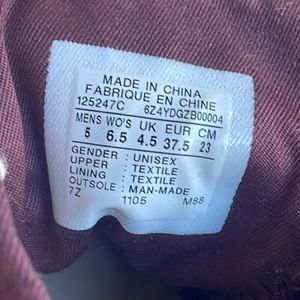 MADE IN CHINA
FABRIQUE EN CHINE
125247C 6Z4YDGZB00004
MENS WO'S UK EUR CM
5 6.5 4.5 37.5 23
GENDER : UNISEX
UPPER : TEXTILE
LINING : TEXTILE
OUTSOLE : MAN-MADE
7Z 1105 M88